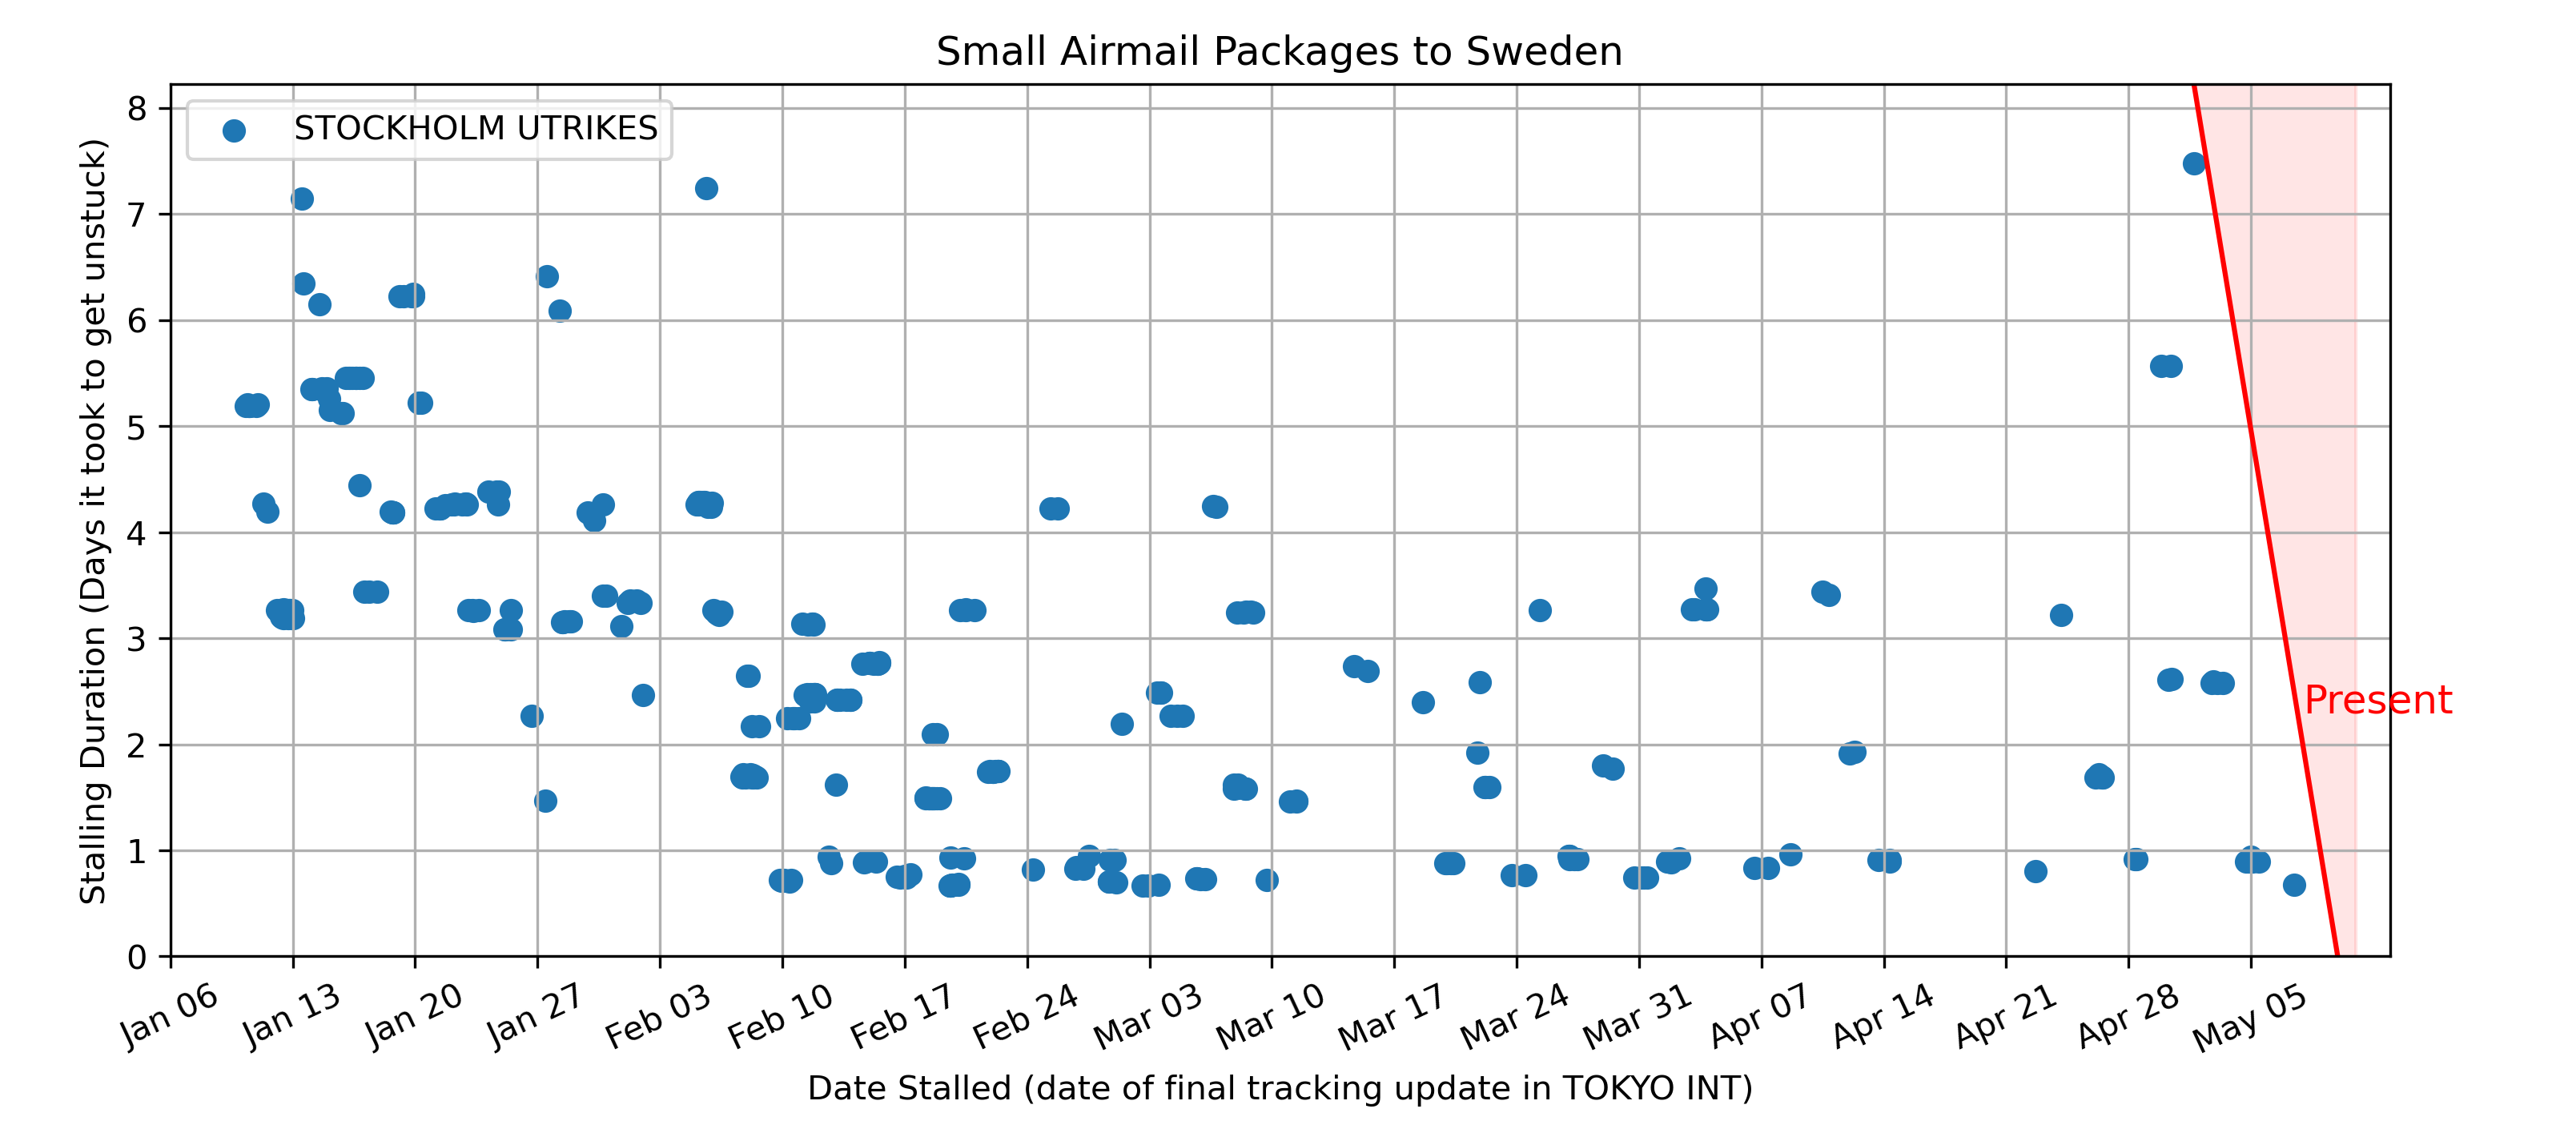 Small Airmail Packages to Sweden
STOCKHOLM UTRIKES
Stalling Duration (Days it took to get unstuck)
8
7
6
5
4
3
2
1
0
Present
Jan 06
Jan 13
Jan 20
Jan 27
Feb 03
Feb 10
Feb 17
Feb 24
Mar 03
Mar 10
Mar 17
Mar 24
Mar 31
Apr 07
Apr 14
Apr 21
Apr 28
May 05
Date Stalled (date of final tracking update in TOKYO INT)